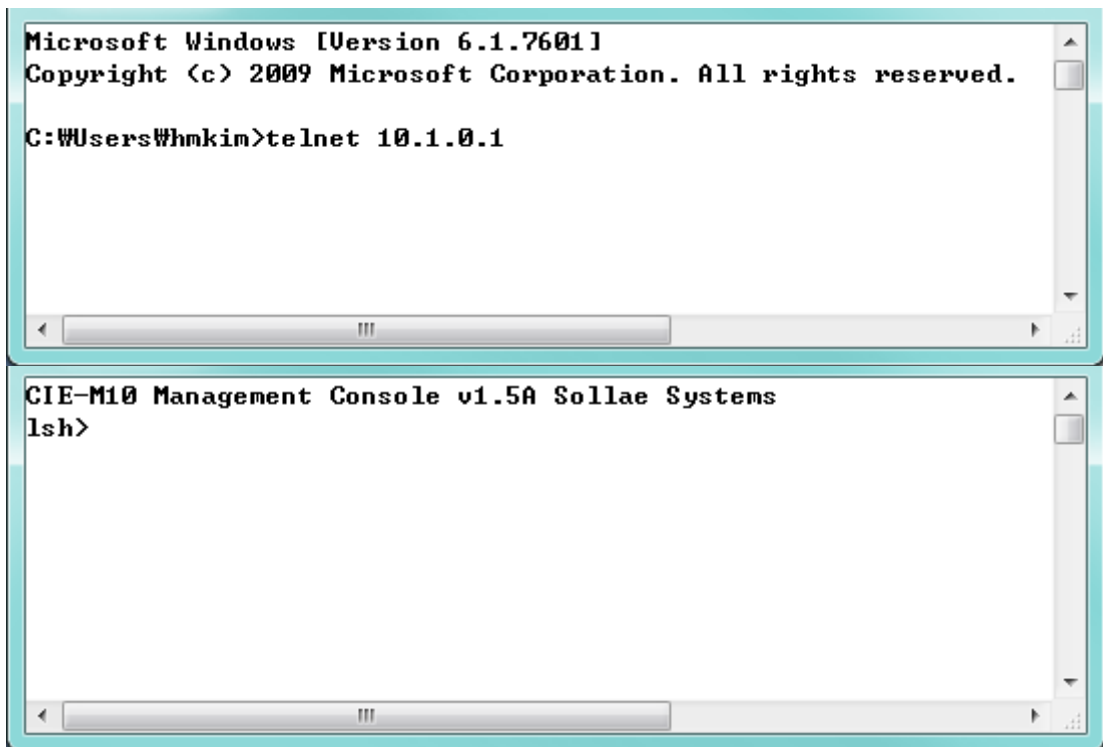 Microsoft Windows [Version 6.1.7601]
Copyright (c) 2009 Microsoft Corporation. All rights reserved.
C:₩Users₩hmkim>telnet 10.1.0.1
CIE-M10 Management Console v1.5A Sollae Systems
lsh>